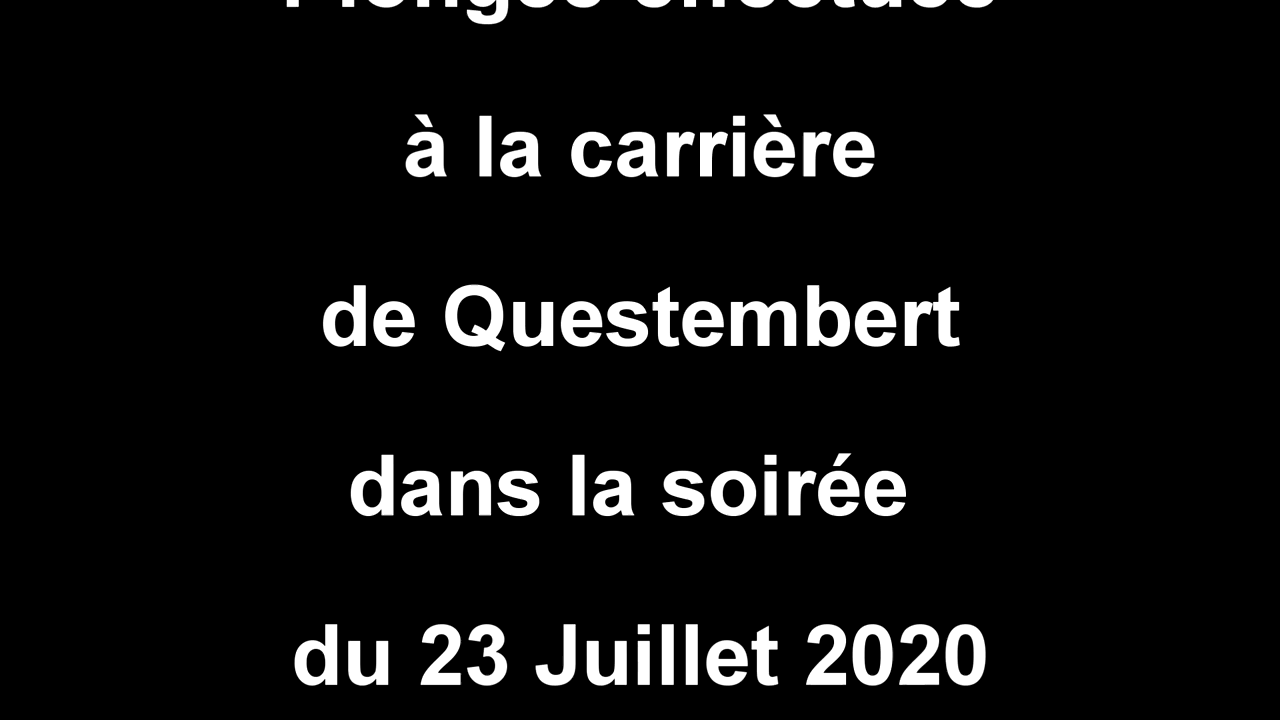 à la carrière
de Questembert
dans la soirée
du 23 Juillet 2020